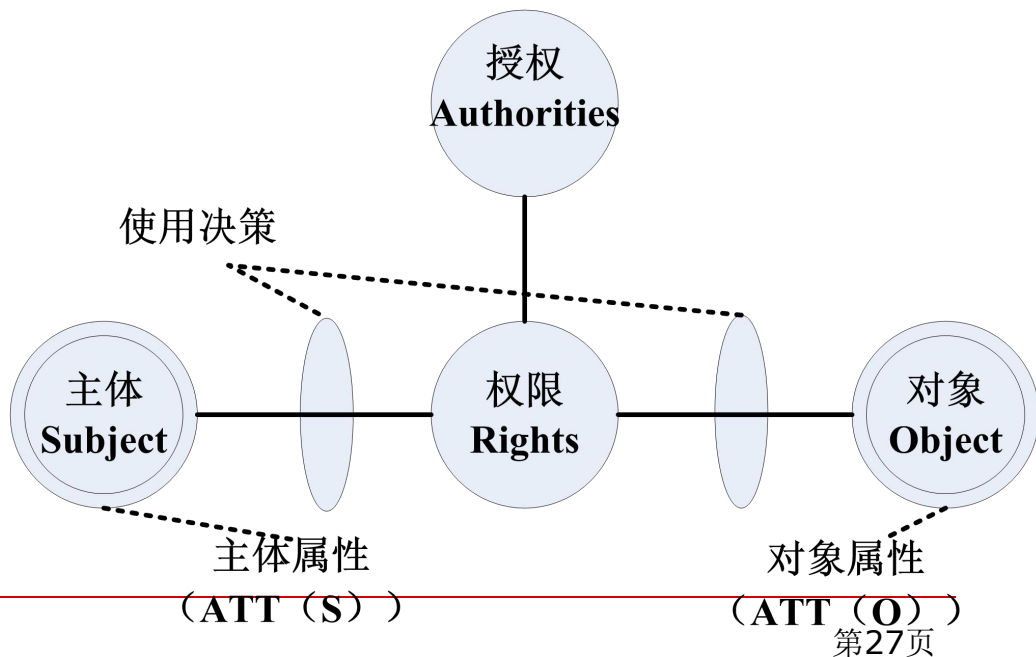 授权
Authorities
使用决策
主体
Subject
权限
Rights
对象
Object
主体属性
（ATT（S））
对象属性
（ATT（O））
第27页